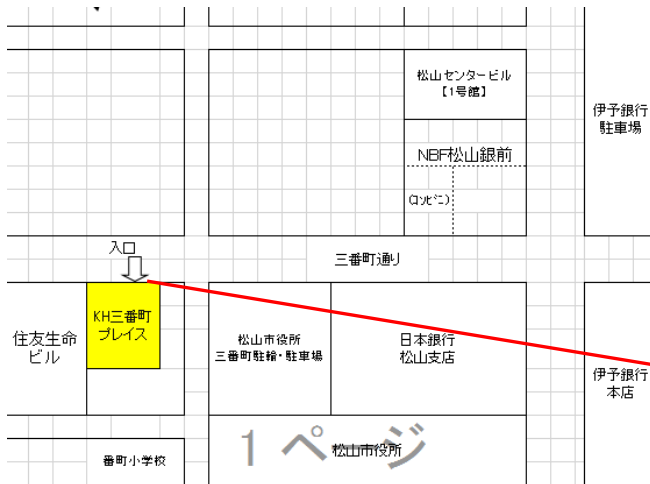 松山センタービル
【1号館】
伊予銀行
駐車場
NBF松山銀前
(コンビニ)
入口
三番町通り
KH三番町
プレイス
住友生命
ビル
松山市役所
三番町駐輪・駐車場
日本銀行
松山支店
伊予銀行
本店
1 ページ
松山市役所
番町小学校